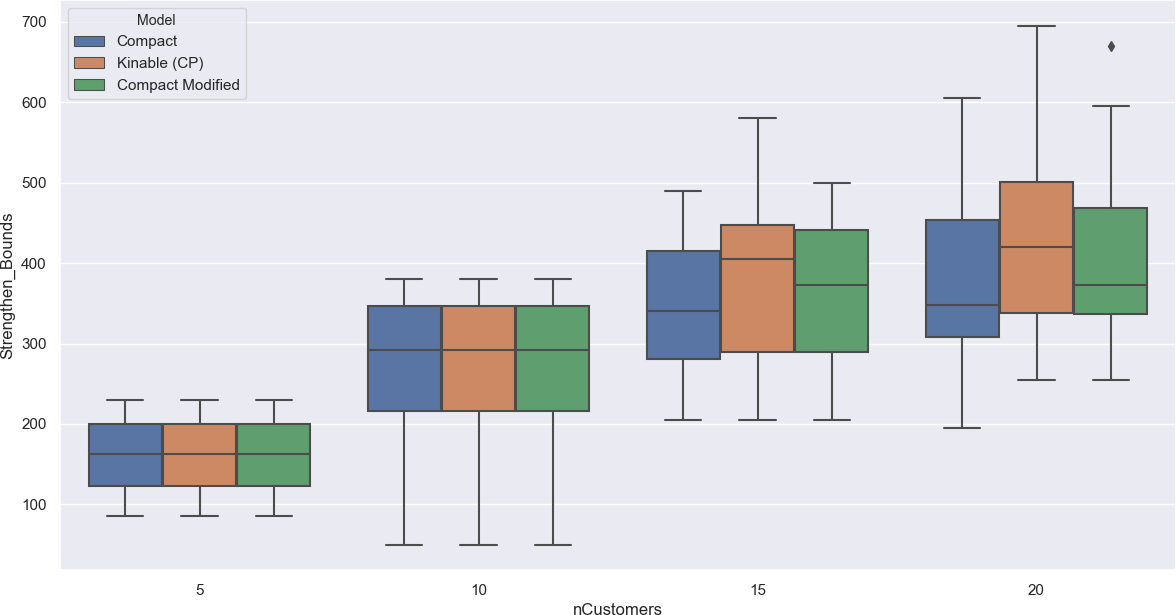 Model
Compact
Kinable (CP)
Compact Modified
Strengthen_Bounds
700
600
500
400
300
200
100
5 10 15 20
nCustomers